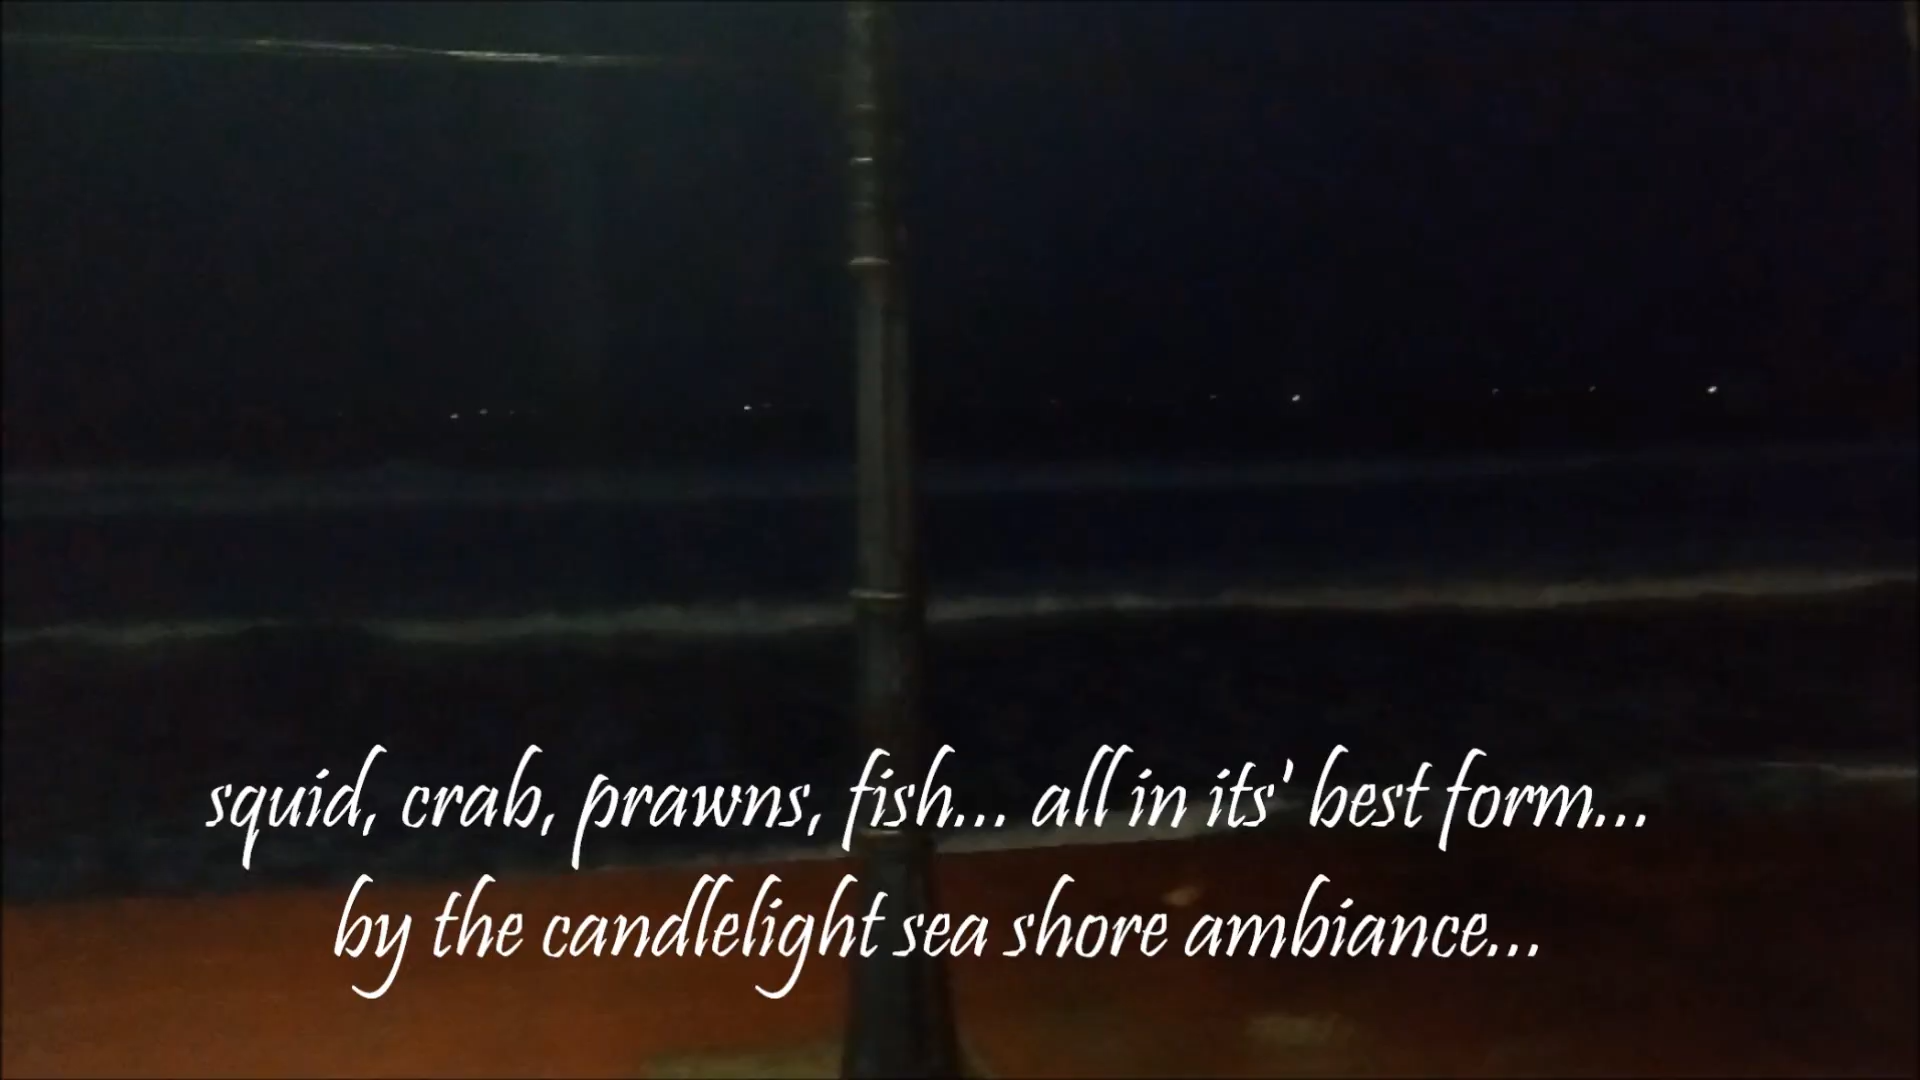 squid, crab, prawns, fish... all in its' best form...
by the candlelight sea shore ambiance...